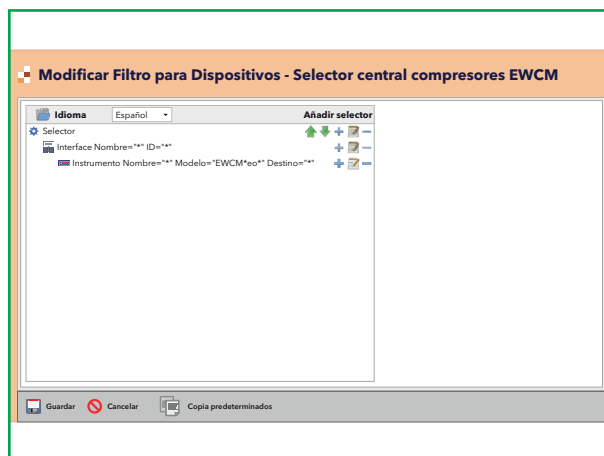 Modificar Filtro para Dispositivos - Selector central compresores EWCM
Idioma Español Añadir selector
Selector
Interface Nombre="*" ID="*"
Instrumento Nombre="*" Modelo="EWCM*eo*" Destino="*"
Guardar Cancelar Copia predeterminados